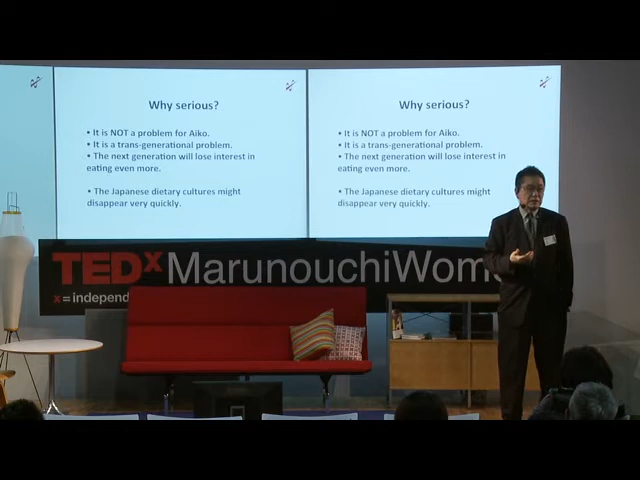 Why serious?
• It is NOT a problem for Aiko.
• It is a trans-generational problem.
• The next generation will lose interest in
eating even more.
• The Japanese dietary cultures might
disappear very quickly.
Why serious?
• It is NOT a problem for Aiko.
• It is a trans-generational problem.
• The next generation will lose interest in
eating even more.
• The Japanese dietary cultures might
disappear very quickly.
TEDx MarunouchiWom
x = independ